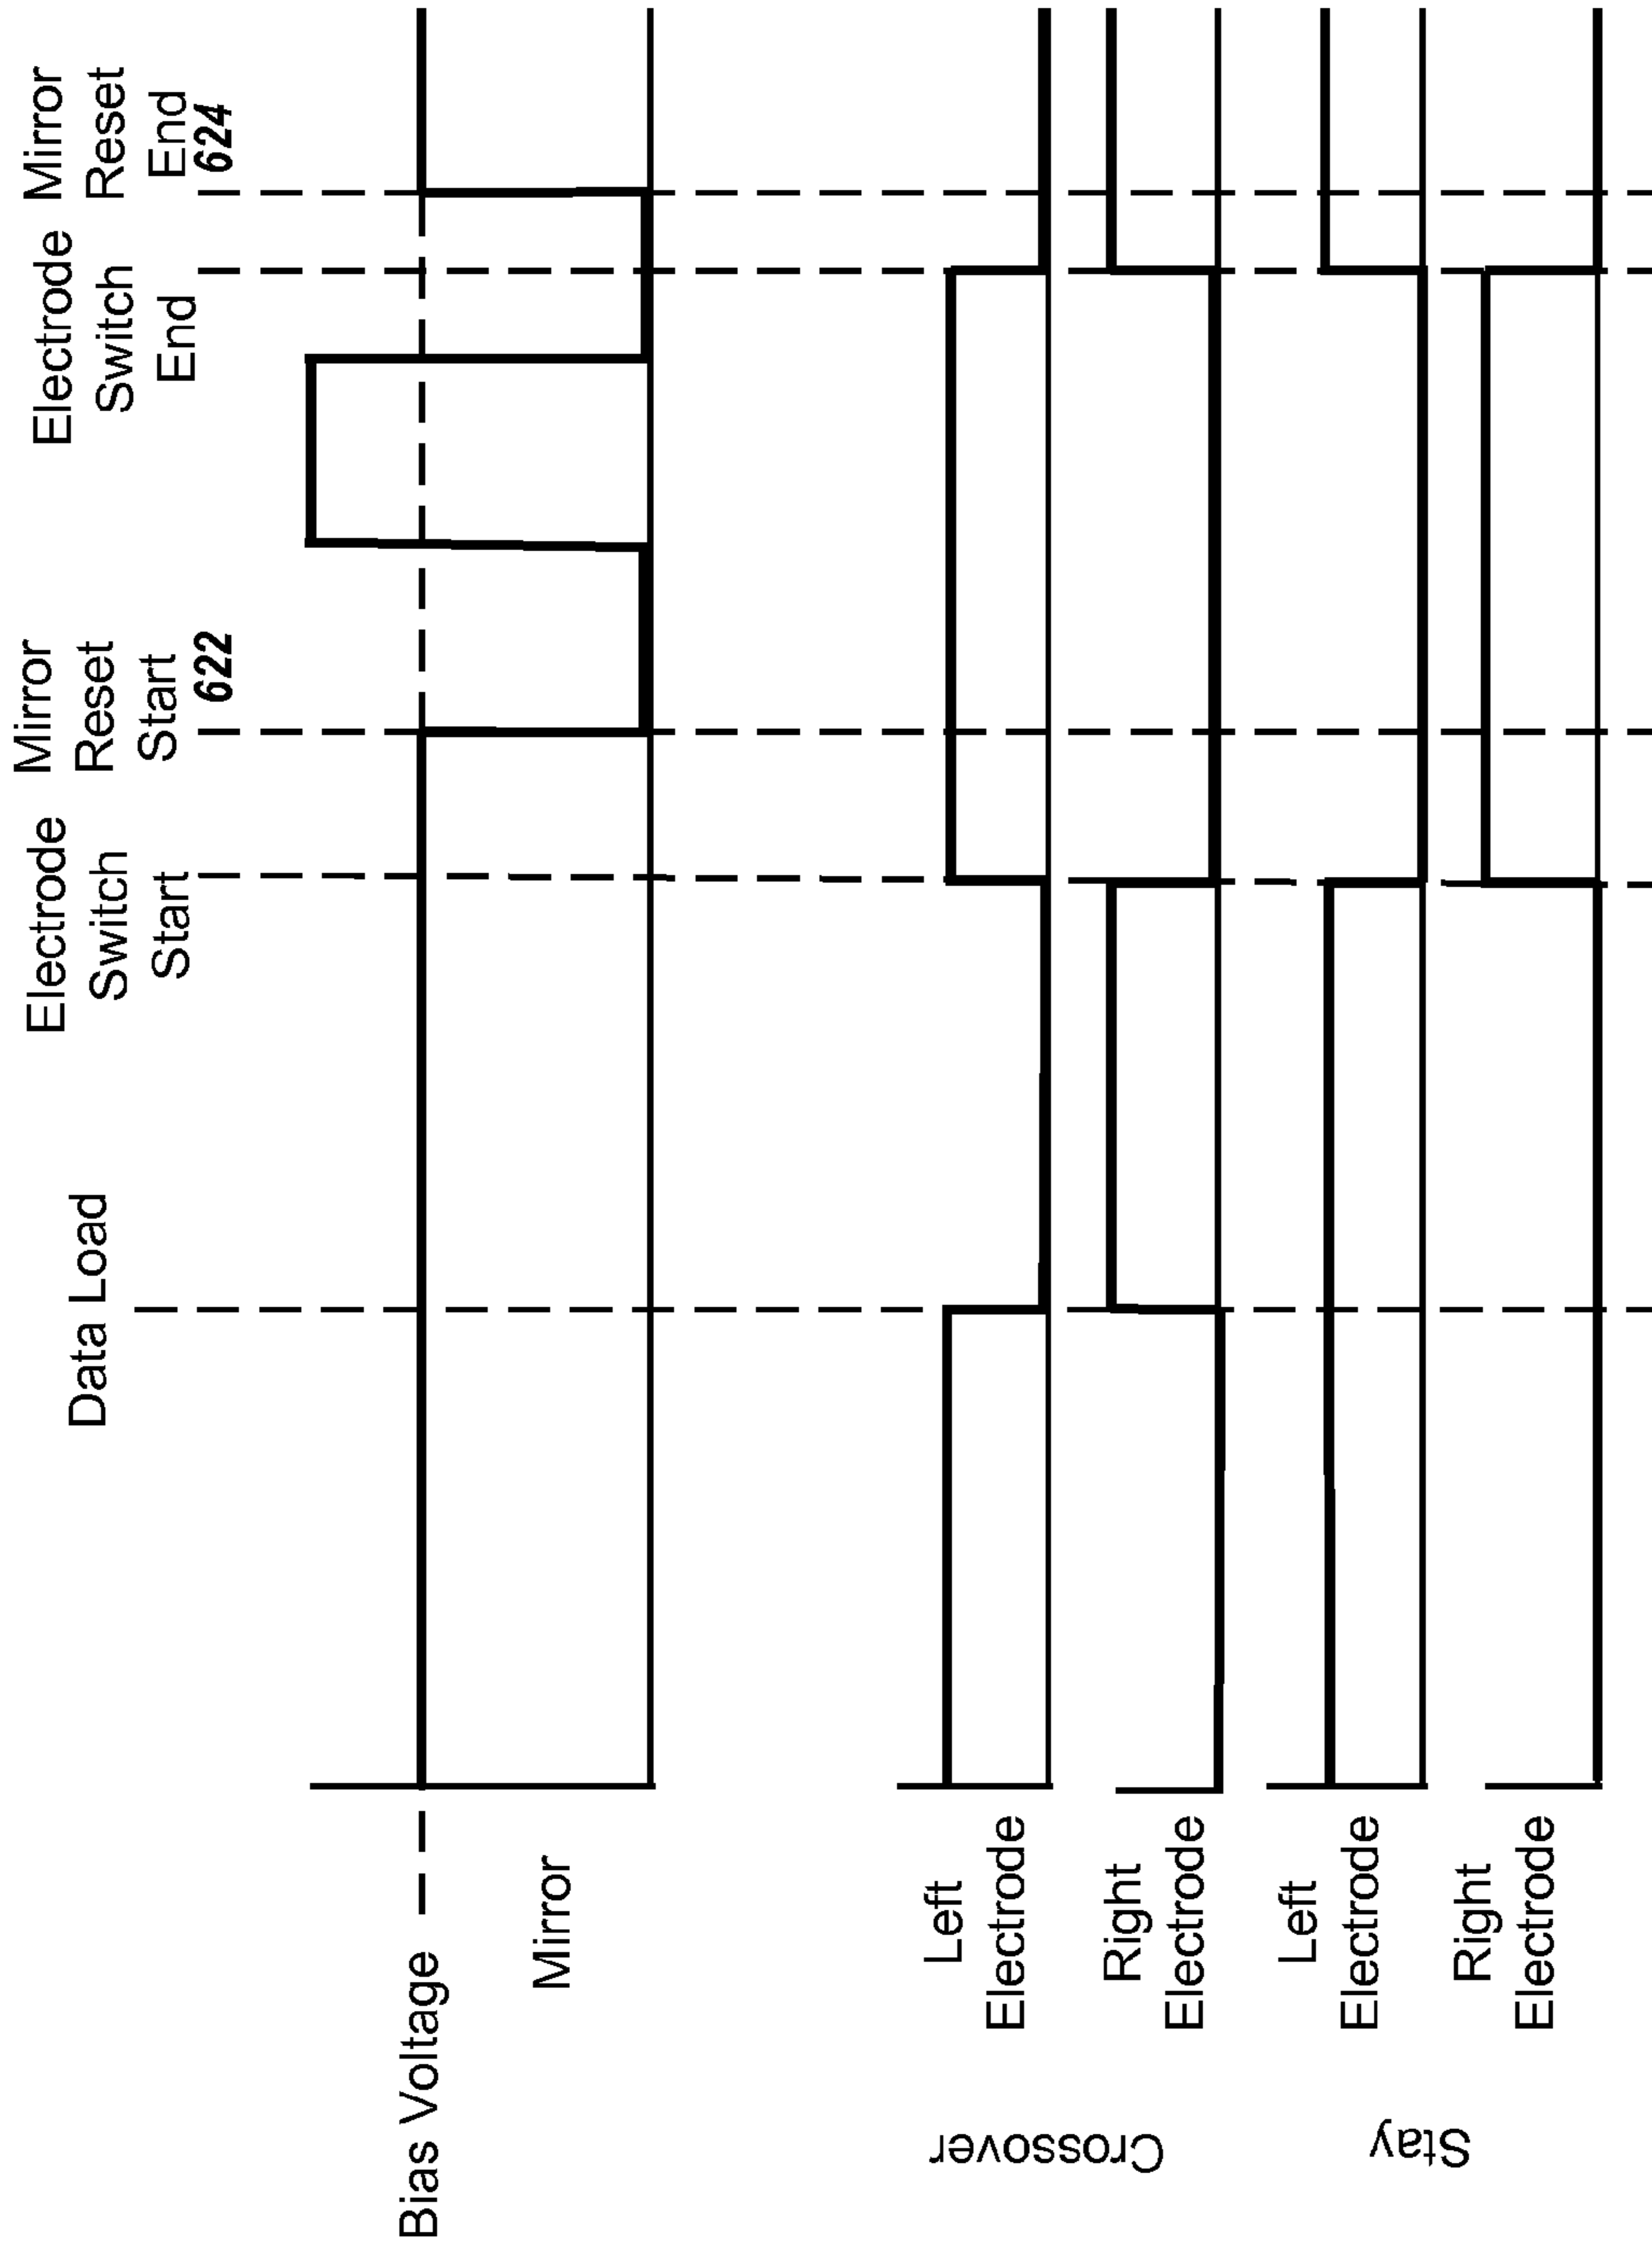 Data Load
Electrode
Switch
Start
Mirror
Reset
Start
622
Electrode
Switch
End
Mirror
Reset
End
624
Bias Voltage
Mirror
Crossover
Left
Electrode
Right
Electrode
Stay
Left
Electrode
Right
Electrode